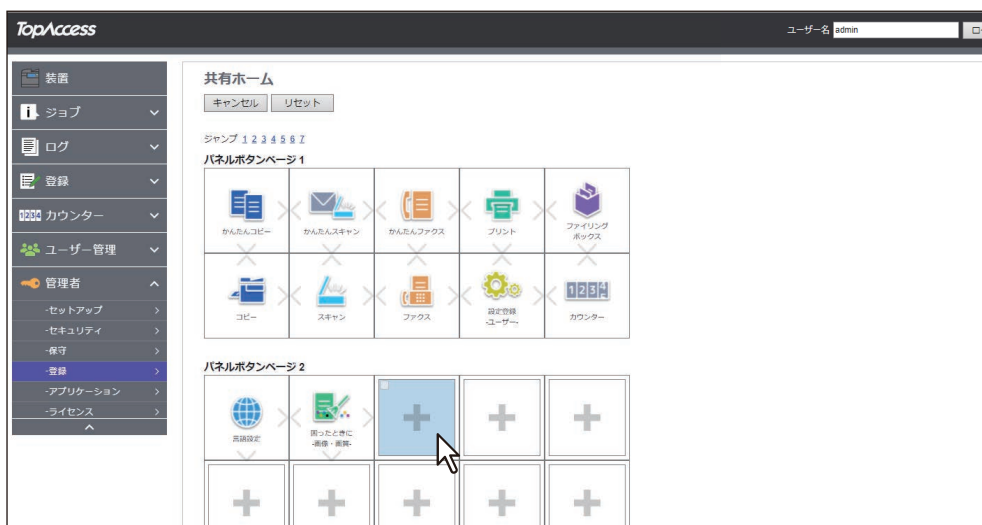 TopAccess
ユーザー名 admin
装置
ジョブ
ログ
登録
カウンター
ユーザー管理
管理者
-セットアップ
-セキュリティ
-保守
-登録
-アプリケーション
-ライセンス
共有ホーム
キャンセル リセット
ジャンプ 1 2 3 4 5 6 7
パネルボタンページ 1
かんたんコピー かんたんスキャン かんたんファクス プリント ファイリング
ボックス
コピー スキャン ファクス 設定登録
-ユーザー- カウンター
パネルボタンページ 2
言語設定 困ったときに
-画像・画質-